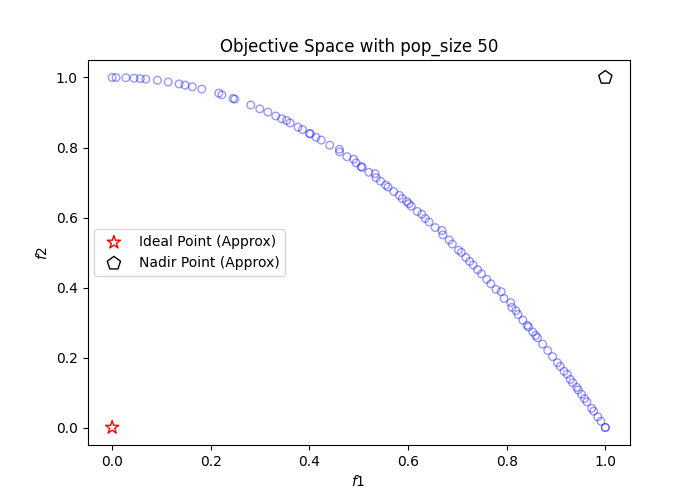 Objective Space with pop_size 50
1.0
0.8
0.6
0.4
0.2
0.0
f2
Ideal Point (Approx)
Nadir Point (Approx)
0.0 0.2 0.4 0.6 0.8 1.0
f1